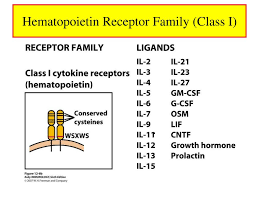 Hematopoietin Receptor Family (Class I)
RECEPTOR FAMILY
LIGANDS
Class I cytokine receptors
(hematopoietin)
Conserved
cysteines
WSXWS
IL-2 IL-21
IL-3 IL-23
IL-4 IL-27
IL-5 GM-CSF
IL-6 G-CSF
IL-7 OSM
IL-9 LIF
IL-11 CNTF
IL-12 Growth hormone
IL-13 Prolactin
IL-15